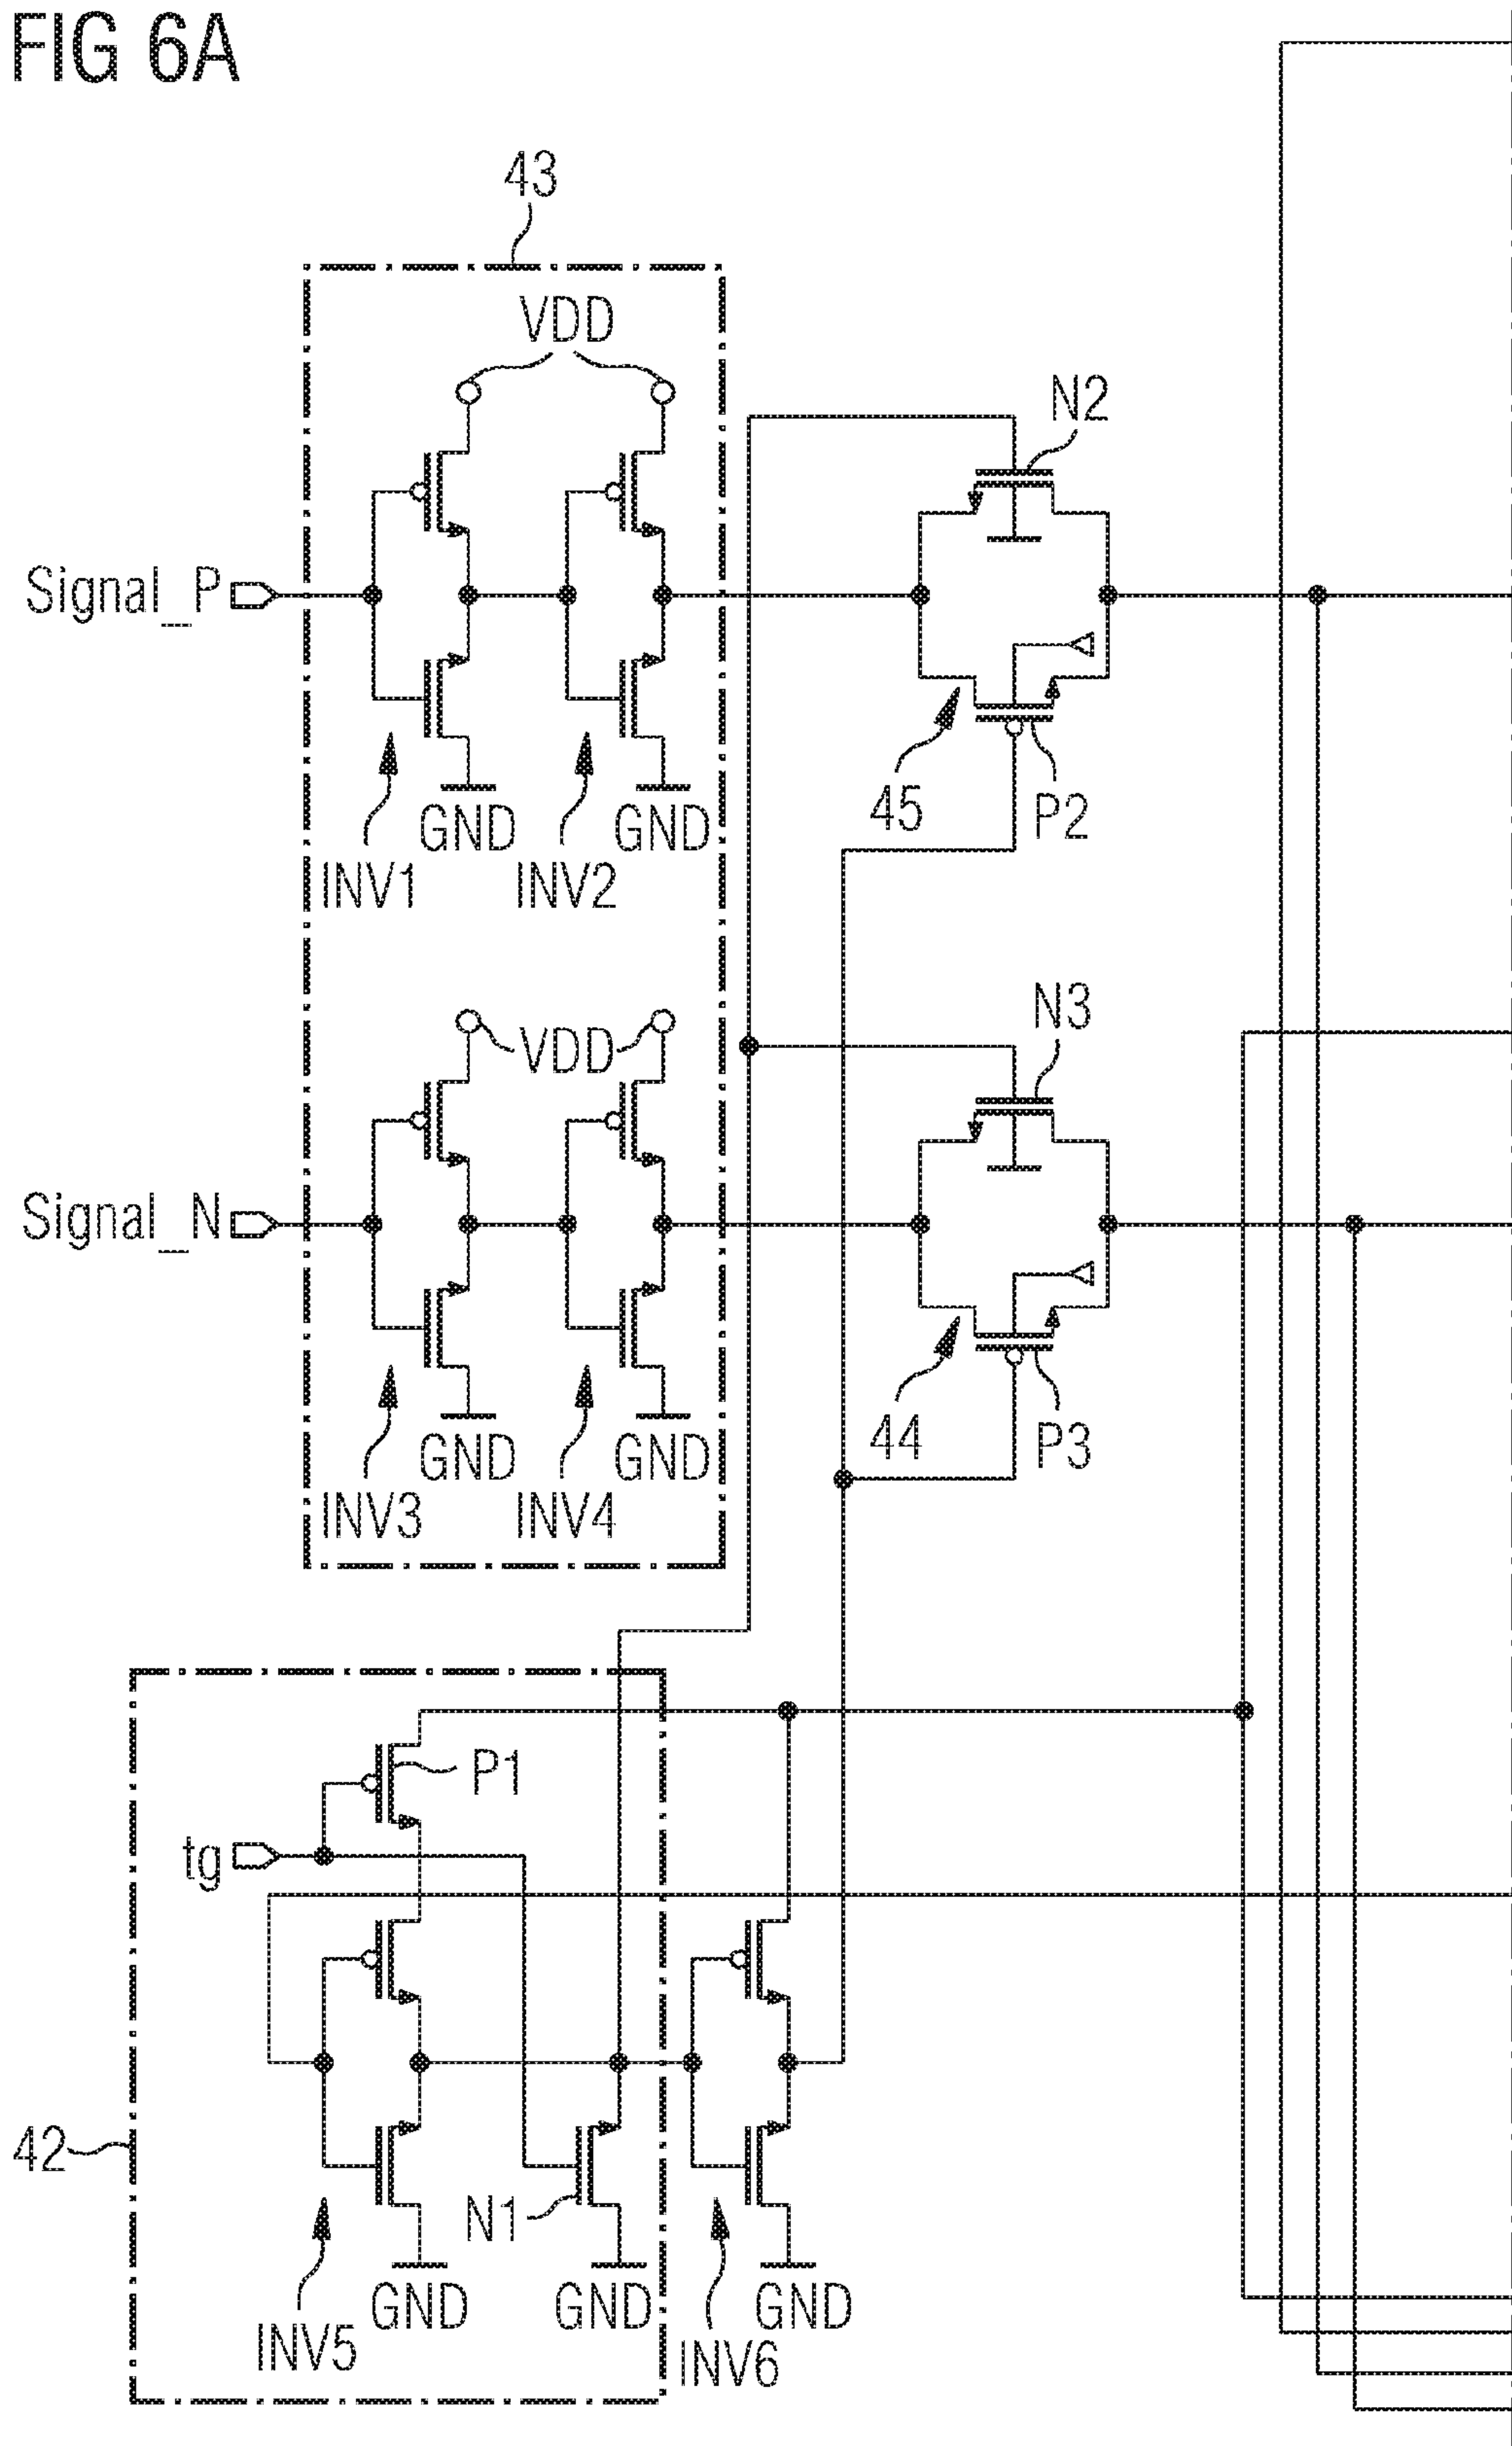 FIG 6A
43
VDD
N2
Signal_P
45
P2
GND
GND
INV1
INV2
N3
VDD
Signal_N
44
P3
GND
GND
INV3
INV4
P1
tg
42
N1
GND
GND
GND
INV5
INV6